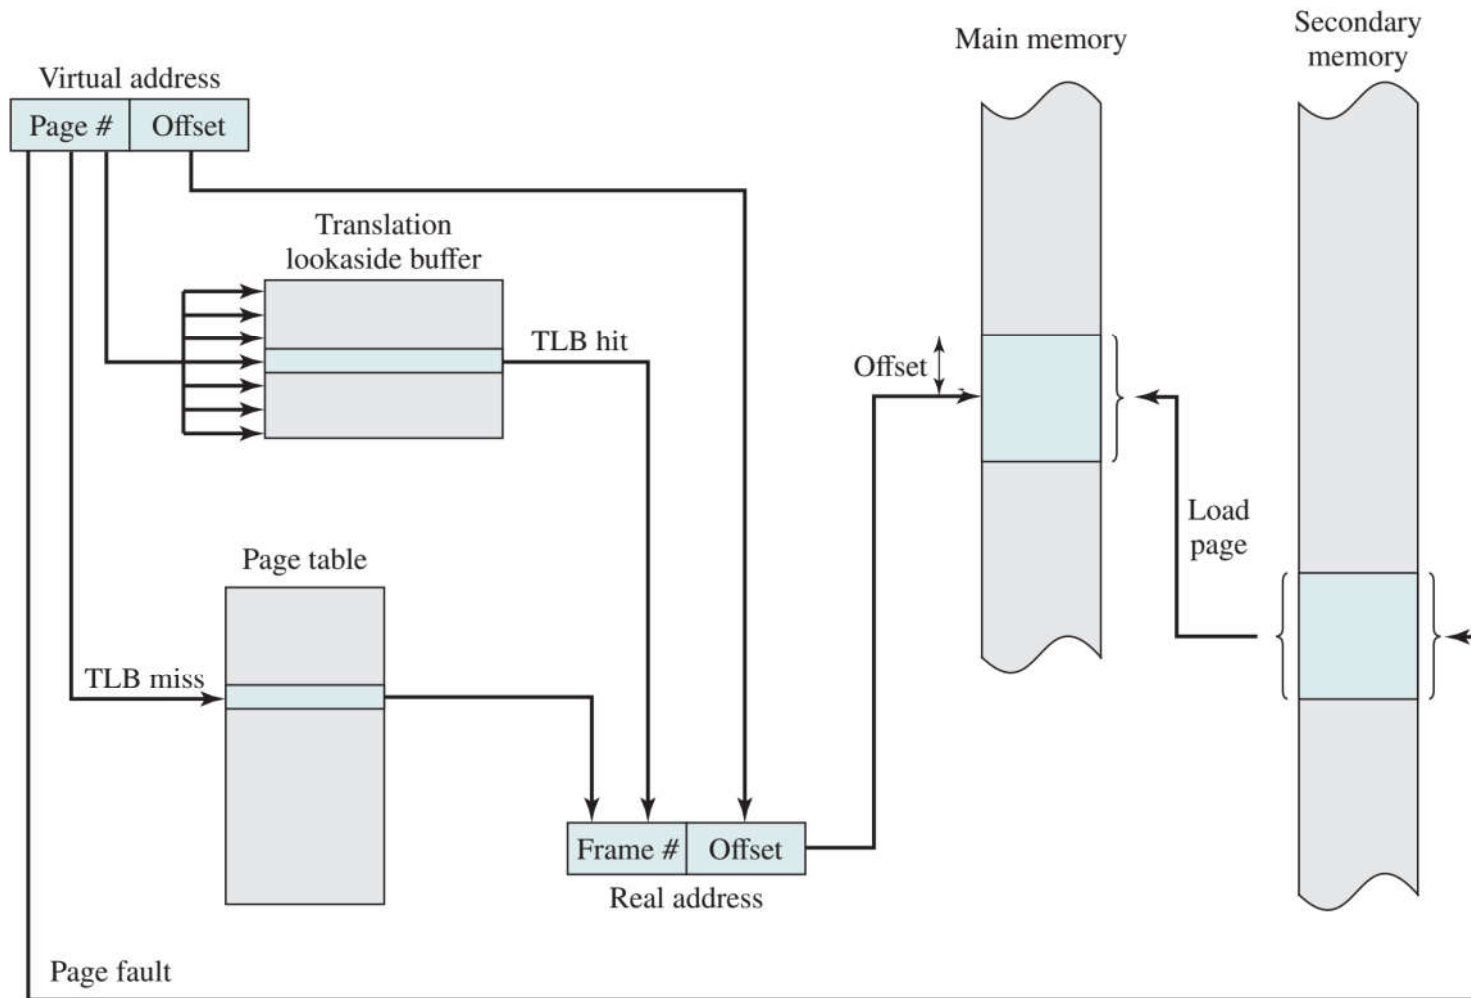 Secondary
memory
Main memory
Virtual address
Page #
Offset
Translation
lookaside buffer
TLB hit
Offset
Load
page
Page table
TLB miss
Frame #
Offset
Real address
Page fault